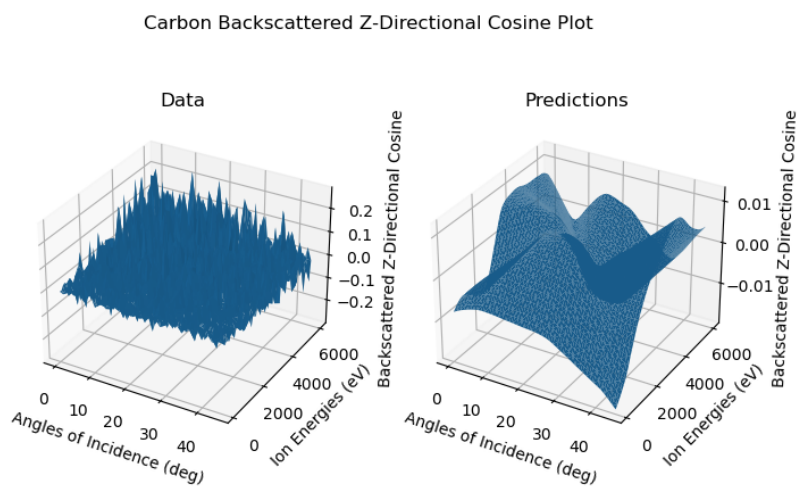 Carbon Backscattered Z-Directional Cosine Plot
Data
Predictions
0.2
0.1
0.0
−0.1
−0.2
Backscattered Z-Directional Cosine
0
10
20
30
40
Angles of Incidence (deg)
0
2000
4000
6000
Ion Energies (eV)
0.01
0.00
−0.01
Backscattered Z-Directional Cosine
0
10
20
30
40
Angles of Incidence (deg)
0
2000
4000
6000
Ion Energies (eV)